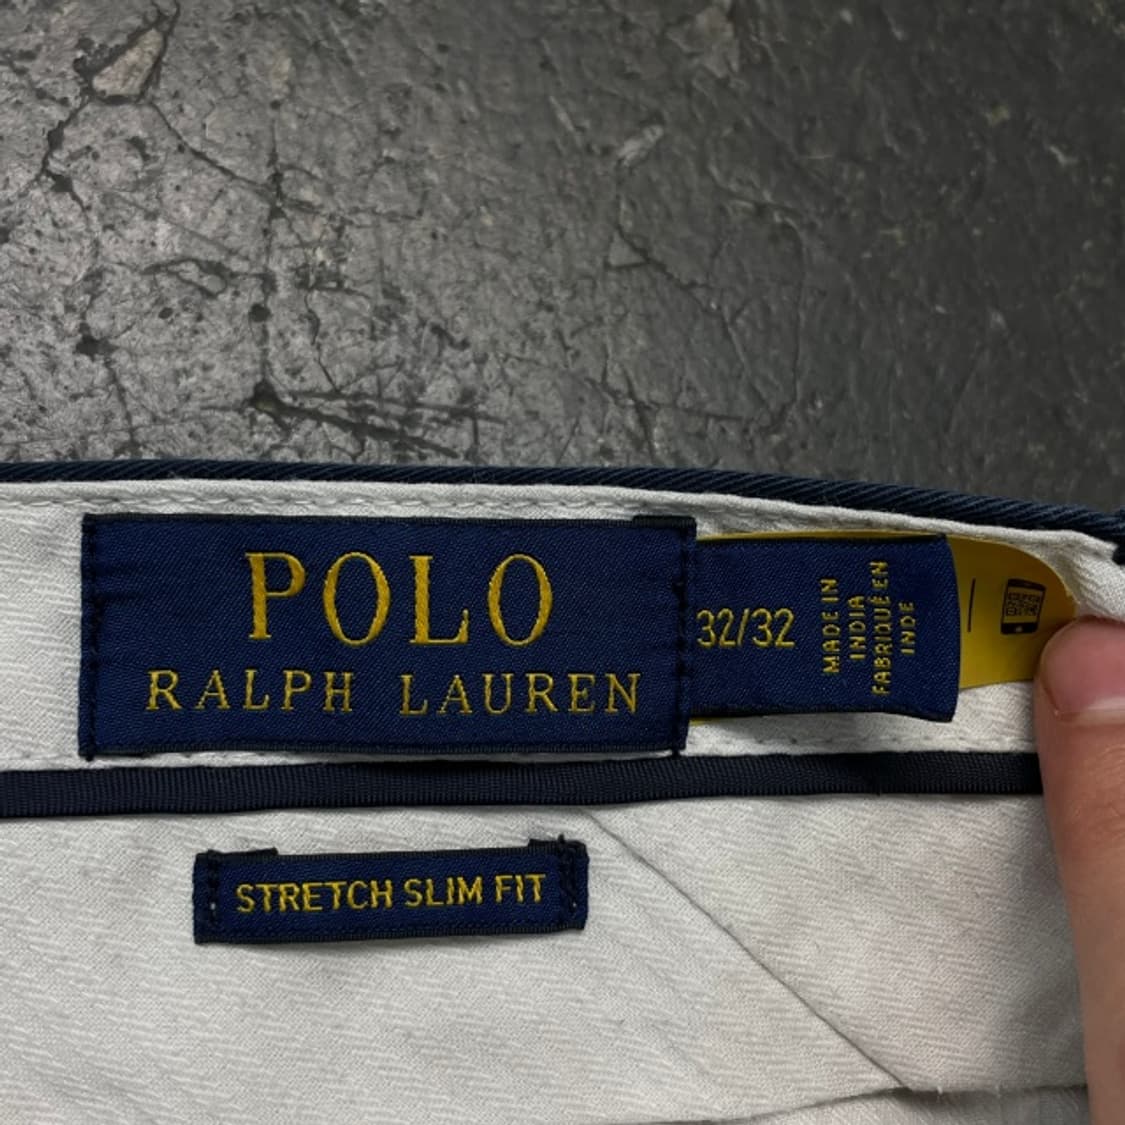 POLO
RALPH LAUREN
32/32
MADE IN
INDIA
FABRIQUÉ EN
INDE
STRETCH SLIM FIT